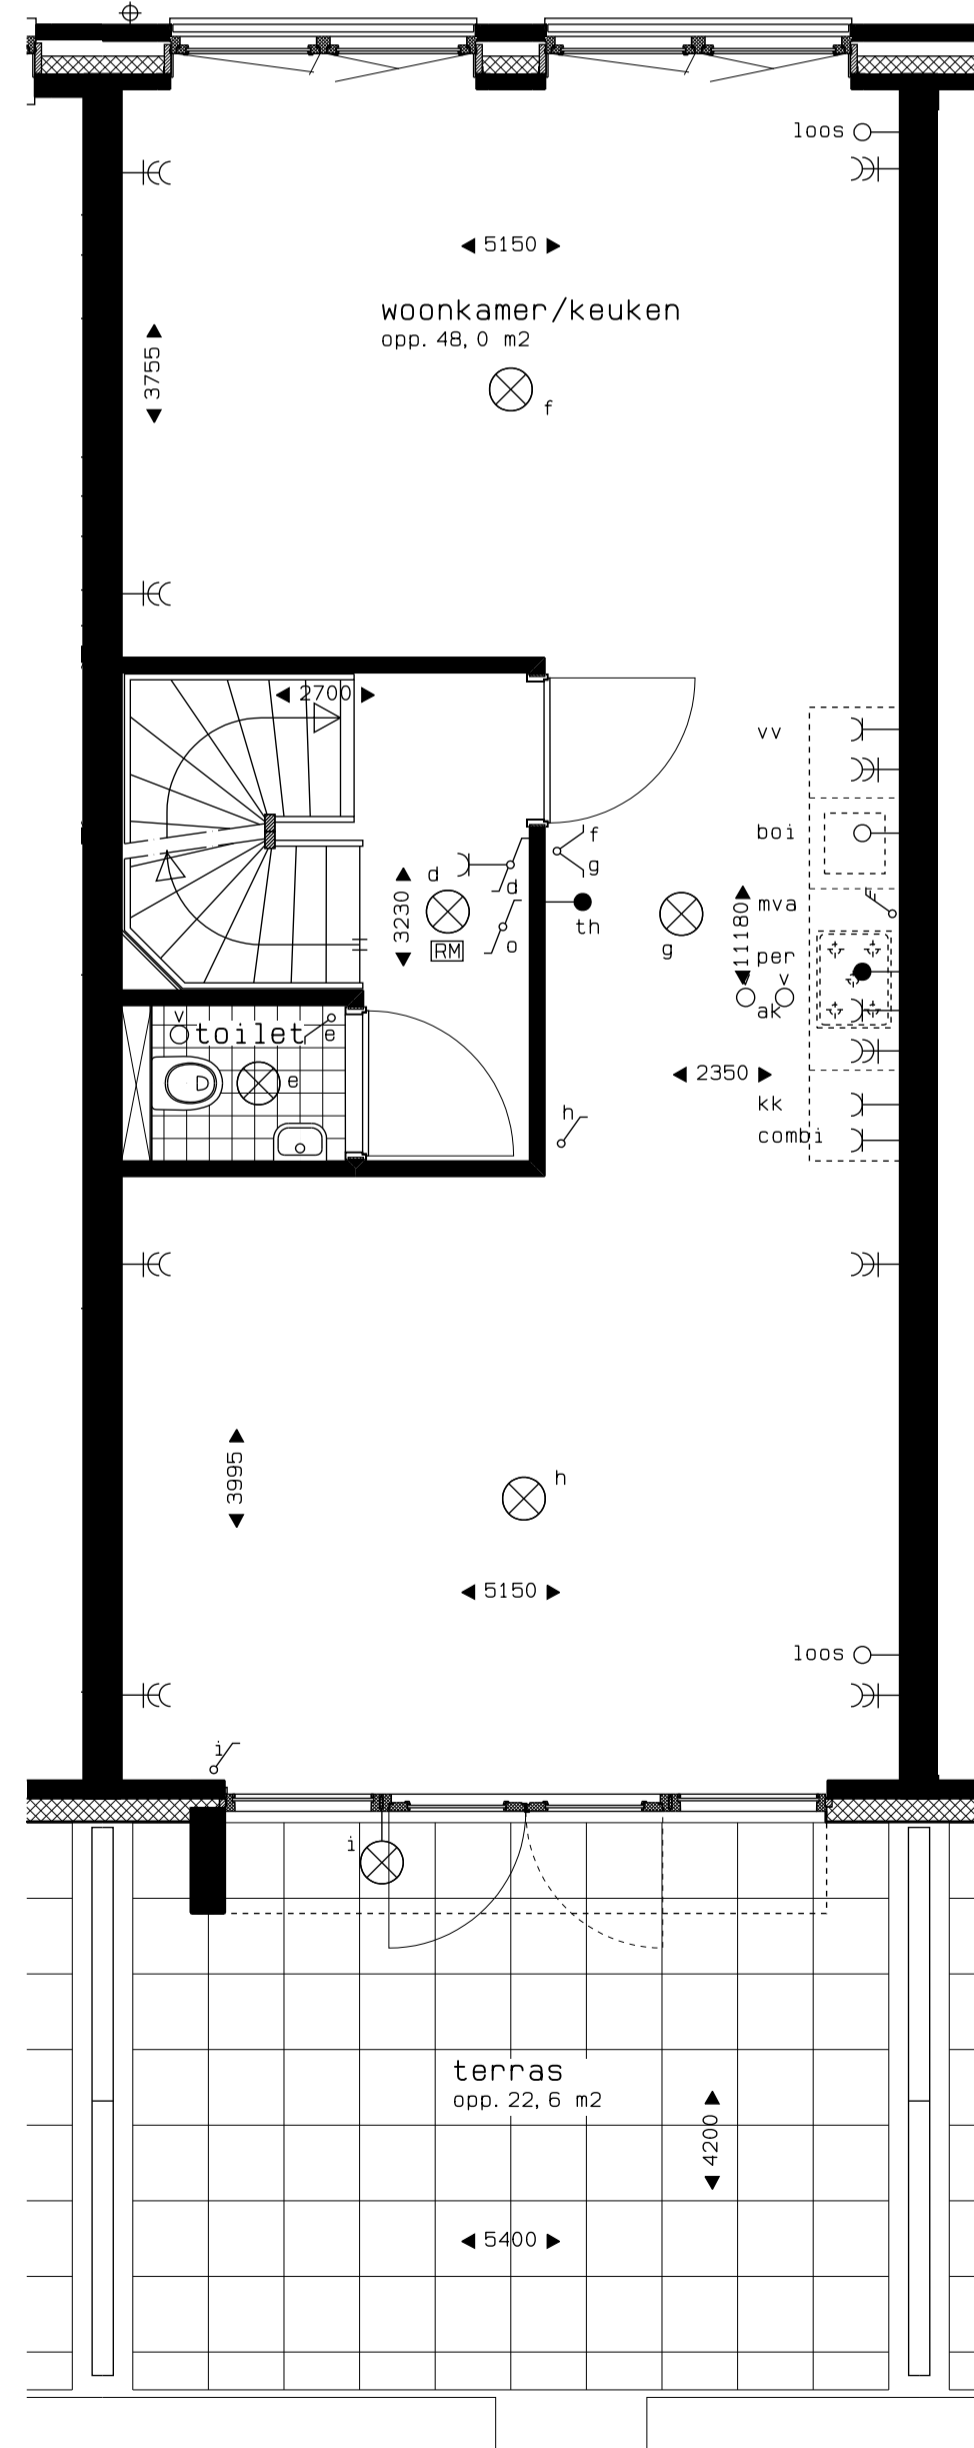 loos
5150
woonkamer/keuken
opp. 48,0 m2
3755
f
2700
vv
f
boi
g
d
d
f
mva
3230
11180
th
o
g
RM
per
v
v
ak
v
toilet
e
e
2350
h
kk
combi
3995
h
5150
loos
i
i
terras
opp. 22,6 m2
4200
5400